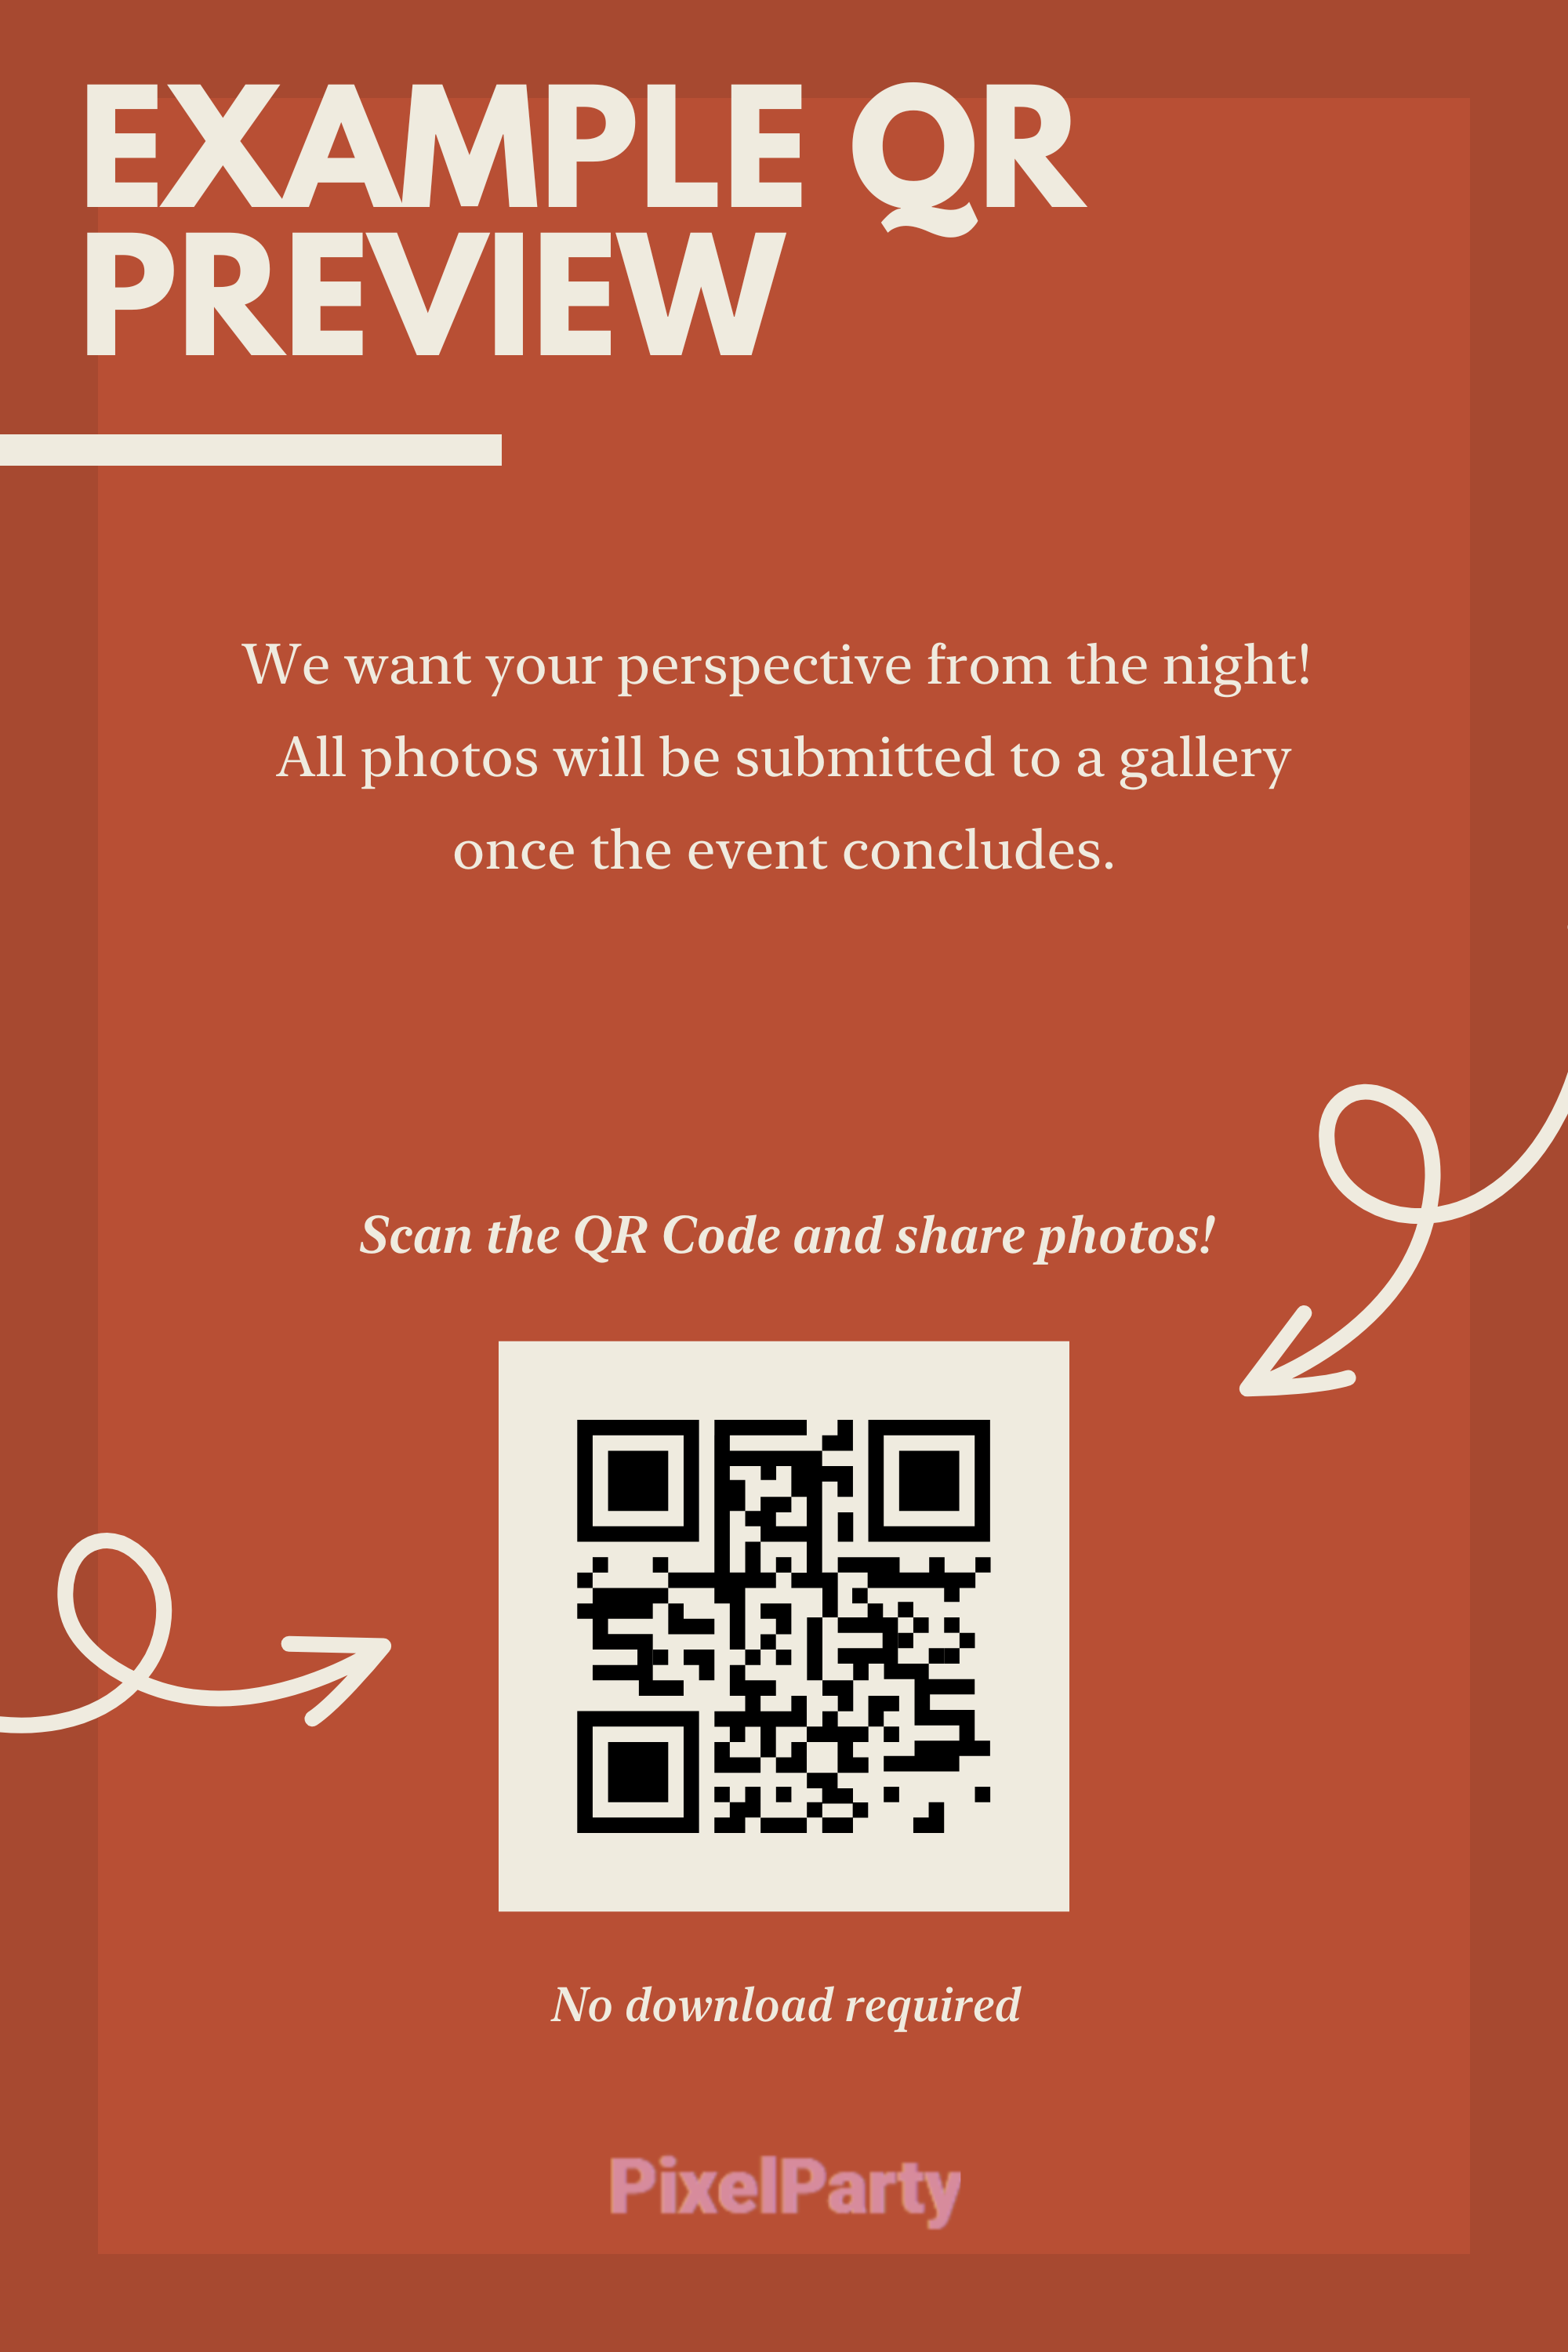 EXAMPLE QR
PREVIEW
We want your perspective from the night!
All photos will be submitted to a gallery
once the event concludes.
Scan the QR Code and share photos!
No download required
PixelParty